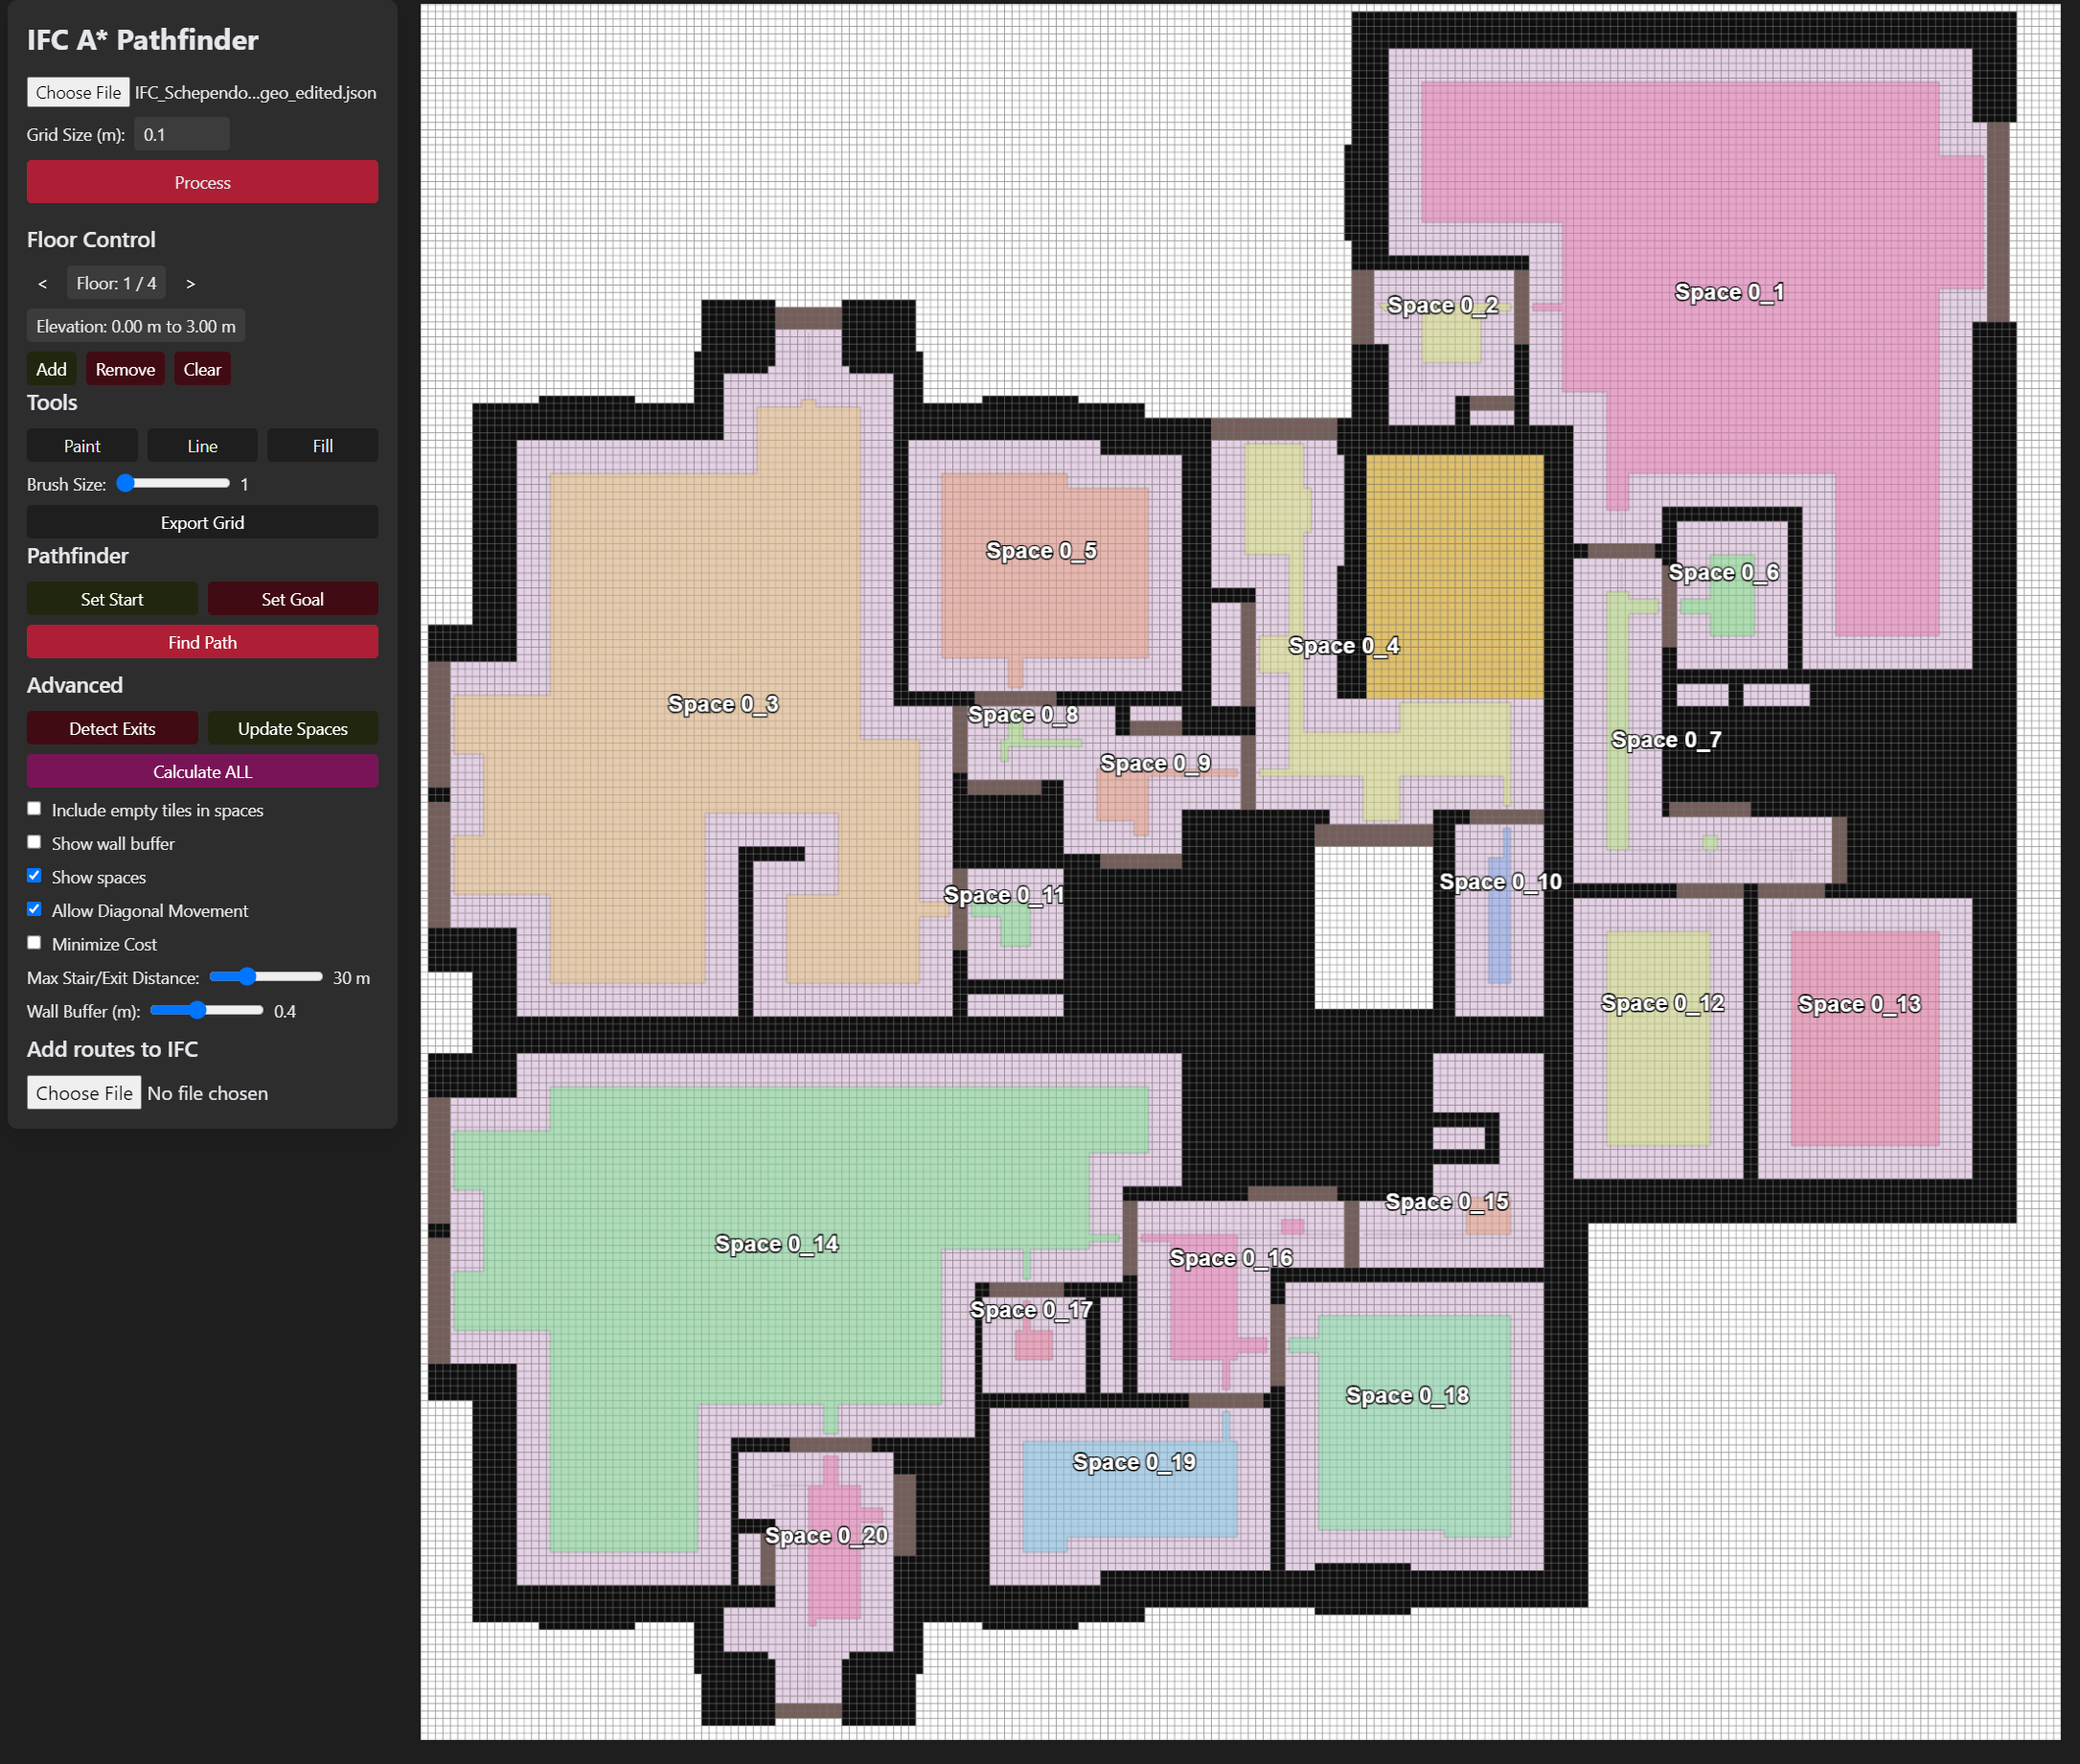 IFC A* Pathfinder
Choose File IFC_Schependo...geo_edited.json
Grid Size (m): 0.1
Process
Floor Control
< Floor: 1 / 4 >
Elevation: 0.00 m to 3.00 m
Add Remove Clear
Tools
Paint Line Fill
Brush Size: 1
Export Grid
Pathfinder
Set Start Set Goal
Find Path
Advanced
Detect Exits Update Spaces
Calculate ALL
Include empty tiles in spaces
Show wall buffer
Show spaces
Allow Diagonal Movement
Minimize Cost
Max Stair/Exit Distance: 30 m
Wall Buffer (m): 0.4
Add routes to IFC
Choose File No file chosen
Space 0_1
Space 0_2
Space 0_3
Space 0_4
Space 0_5
Space 0_6
Space 0_7
Space 0_8
Space 0_9
Space 0_10
Space 0_11
Space 0_12
Space 0_13
Space 0_14
Space 0_15
Space 0_16
Space 0_17
Space 0_18
Space 0_19
Space 0_20